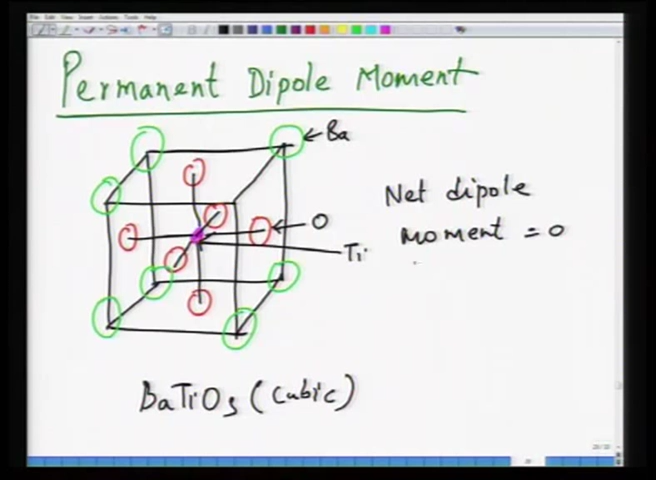 Permanent Dipole Moment
Ba
O
Ti
Net dipole
moment = 0
BaTiO3 (Cubic)